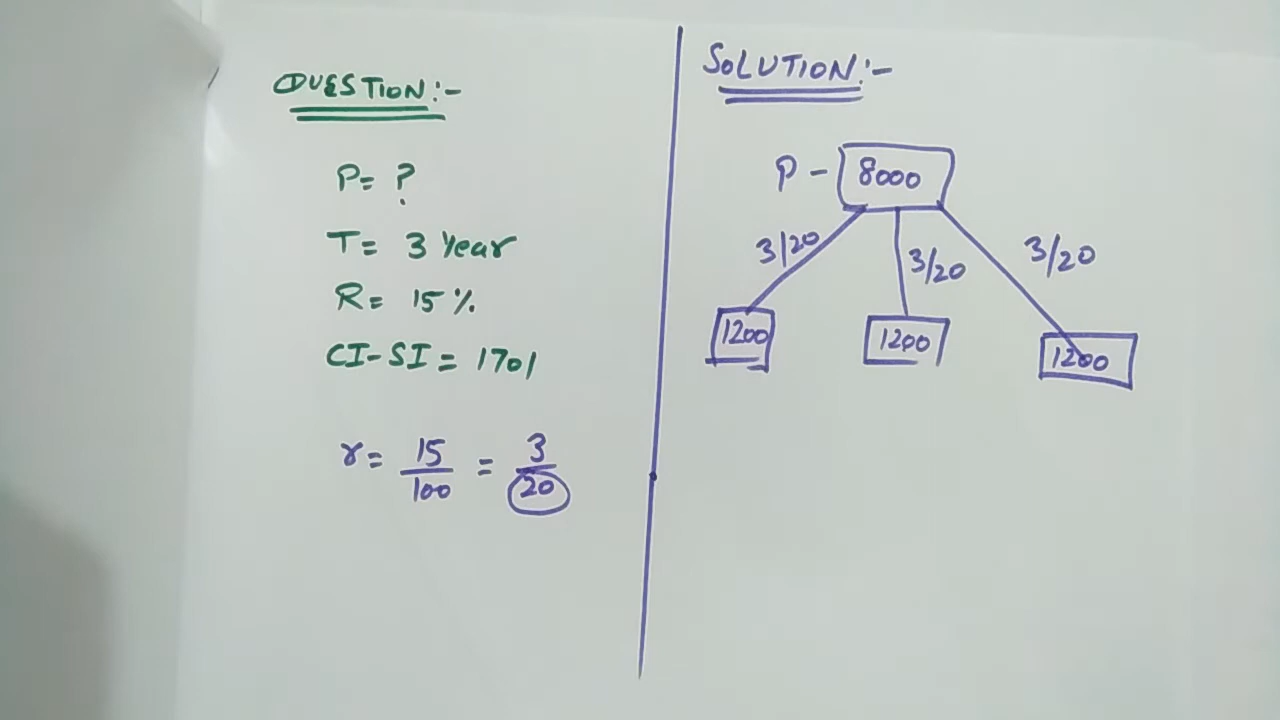 QUESTION:-
P= ?
T= 3 Year
R= 15%
CI-SI= 1701
r= 15/100 = 3/20
SOLUTION:-
P - 8000
3/20 3/20 3/20
1200 1200 1200